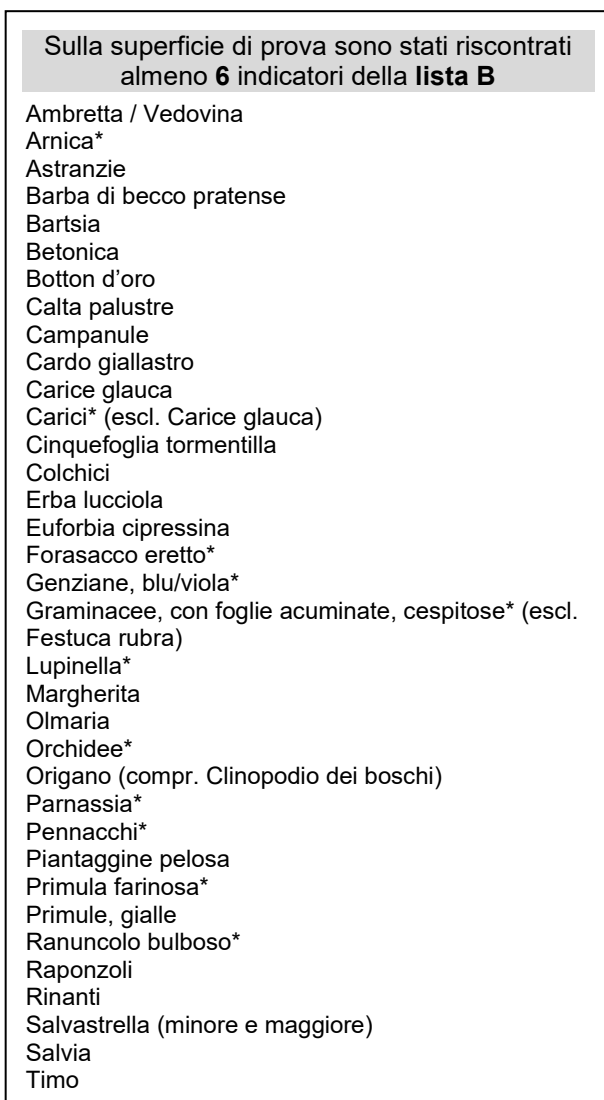 Sulla superficie di prova sono stati riscontrati
almeno 6 indicatori della lista B
Ambretta / Vedovina
Arnica*
Astranzie
Barba di becco pratense
Bartsia
Betonica
Botton d’oro
Calta palustre
Campanule
Cardo giallastro
Carice glauca
Carici* (escl. Carice glauca)
Cinquefoglia tormentilla
Colchici
Erba lucciola
Euforbia cipressina
Forasacco eretto*
Genziane, blu/viola*
Graminacee, con foglie acuminate, cespitose* (escl.
Festuca rubra)
Lupinella*
Margherita
Olmaria
Orchidee*
Origano (compr. Clinopodio dei boschi)
Parnassia*
Pennacchi*
Piantaggine pelosa
Primula farinosa*
Primule, gialle
Ranuncolo bulboso*
Raponzoli
Rinanti
Salvastrella (minore e maggiore)
Salvia
Timo